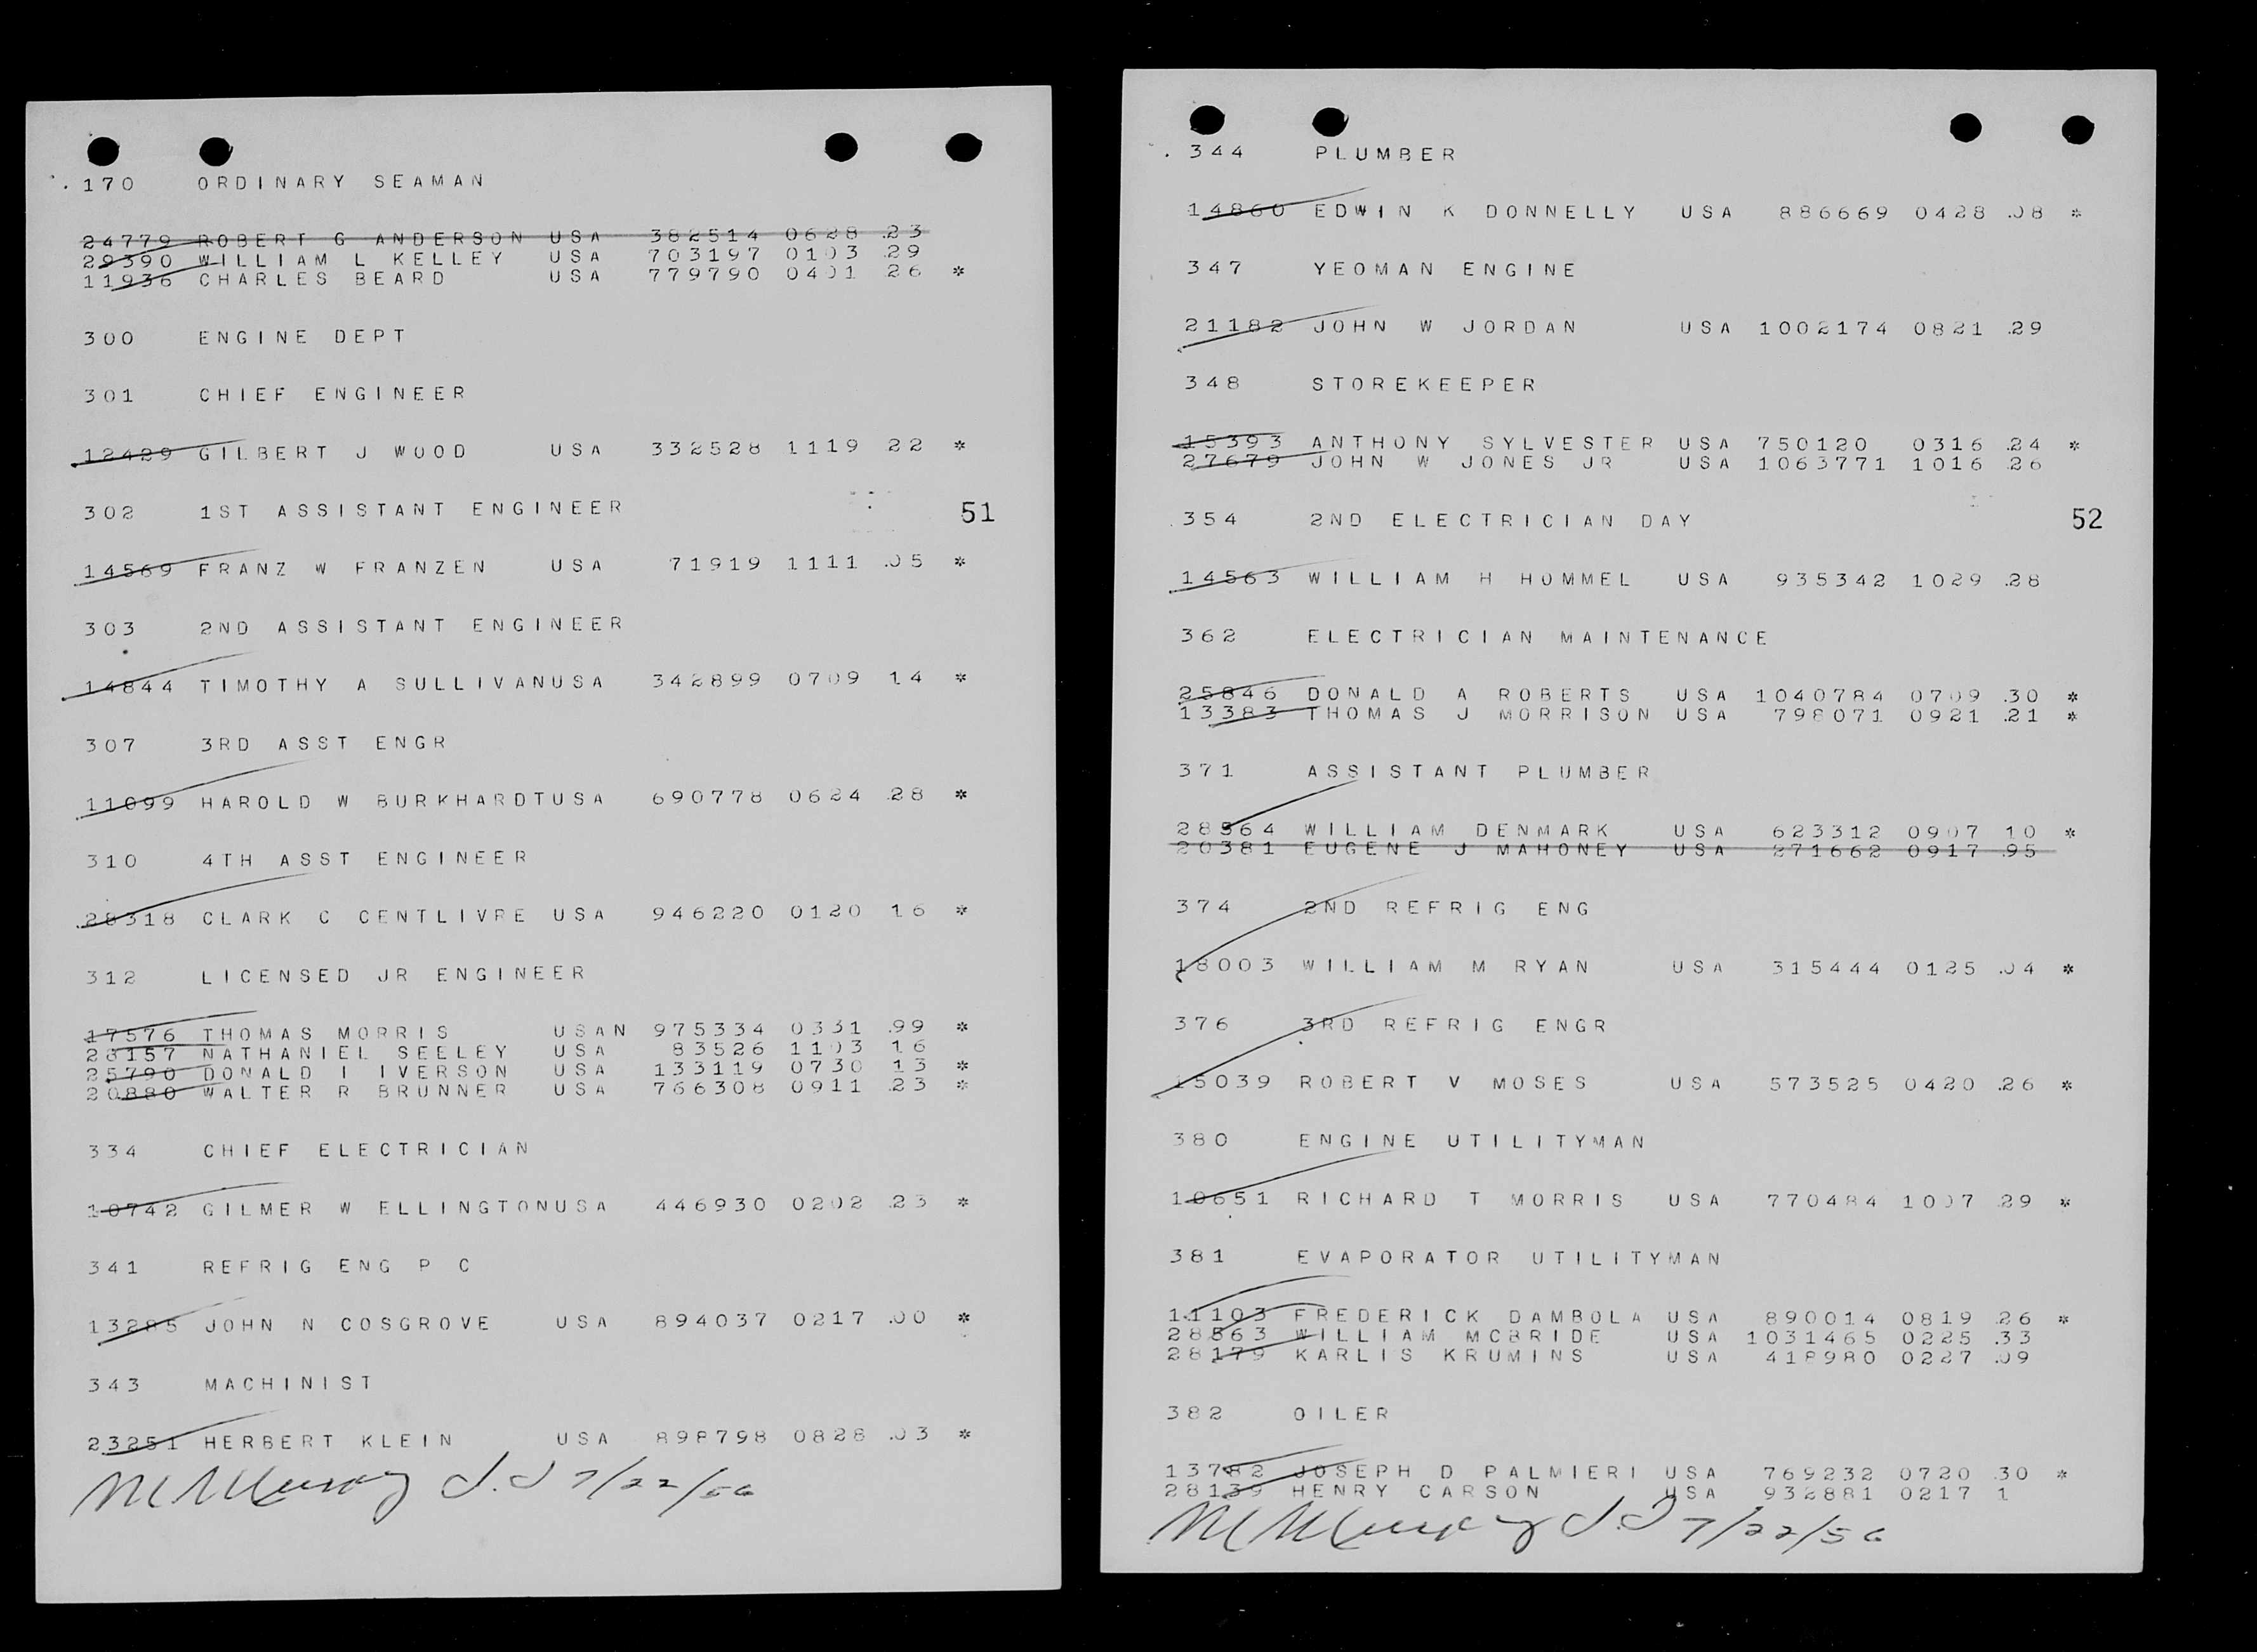 170 ORDINARY SEAMAN
24779 ROBERT G ANDERSON USA 382514 0628 .23
29390 WILLIAM L KELLEY USA 703197 0103 29
11936 CHARLES BEARD USA 779790 0401 26 *
300 ENGINE DEPT
301 CHIEF ENGINEER
12429 GILBERT J WOOD USA 332528 1119 22 *
302 1ST ASSISTANT ENGINEER
51
14569 FRANZ W FRANZEN USA 71919 1111 .05 *
303 2ND ASSISTANT ENGINEER
14844 TIMOTHY A SULLIVANUSA 342899 0709 14 *
307 3RD ASST ENGR
11099 HAROLD W BURKHARDTUSA 690778 0624 28 *
310 4TH ASST ENGINEER
28318 CLARK C CENTLIVRE USA 946220 0120 16 *
312 LICENSED JR ENGINEER
17576 THOMAS MORRIS USAN 975334 0331 .99 *
28157 NATHANIEL SEELEY USA 83526 1103 16
25790 DONALD I IVERSON USA 133119 0730 13 *
20880 WALTER R BRUNNER USA 766308 0911 .23 *
334 CHIEF ELECTRICIAN
10742 GILMER W ELLINGTONUSA 446930 0202 .23 *
341 REFRIG ENG P C
13285 JOHN N COSGROVE USA 894037 0217 .00 *
343 MACHINIST
23251 HERBERT KLEIN USA 898798 0828 .03 *
7/22/56
344 PLUMBER
14860 EDWIN K DONNELLY USA 886669 0428 .08 *
347 YEOMAN ENGINE
21182 JOHN W JORDAN USA 1002174 0821 .29
348 STOREKEEPER
15393 ANTHONY SYLVESTER USA 750120 0316 .24 *
27679 JOHN W JONES JR USA 1063771 1016 26
354 2ND ELECTRICIAN DAY
52
14563 WILLIAM H HOMMEL USA 935342 1029 .28
362 ELECTRICIAN MAINTENANCE
25846 DONALD A ROBERTS USA 1040784 0709 .30 *
13383 THOMAS J MORRISON USA 798071 0921 .21 *
371 ASSISTANT PLUMBER
28564 WILLIAM DENMARK USA 623312 0907 10 *
20381 EUGENE J MAHONEY USA 271662 0917 .95
374 2ND REFRIG ENG
18003 WILLIAM M RYAN USA 315444 0125 .04 *
376 3RD REFRIG ENGR
15039 ROBERT V MOSES USA 573525 0420 .26 *
380 ENGINE UTILITYMAN
10651 RICHARD T MORRIS USA 770484 1007 29 *
381 EVAPORATOR UTILITYMAN
11103 FREDERICK DAMBOLA USA 890014 0819 26 *
28563 WILLIAM MCBRIDE USA 1031465 0225 .33
28179 KARLIS KRUMINS USA 418980 0227 .09
382 OILER
13782 JOSEPH D PALMIERI USA 769232 0720 .30 *
28139 HENRY CARSON USA 932881 0217 1
7/22/56